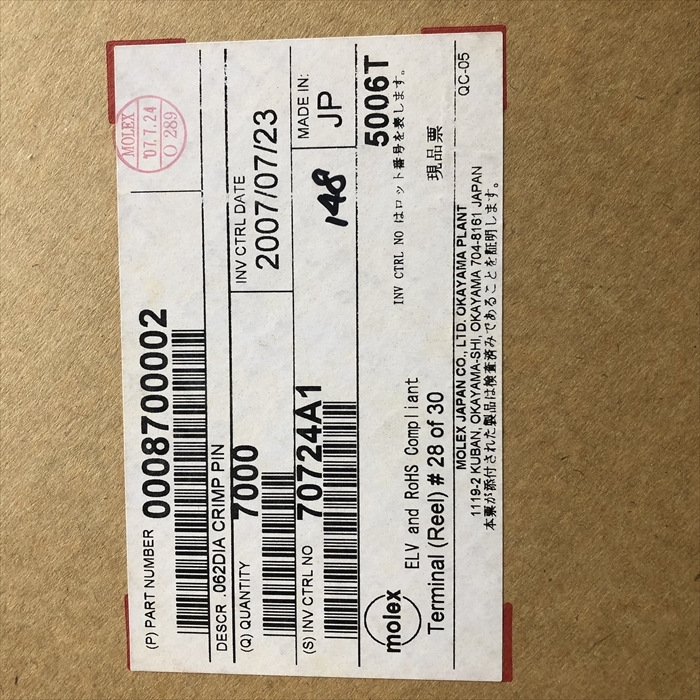 (P) PART NUMBER 0008700002
MOLEX
'07.7.24
O 289
DESCR .062DIA CRIMP PIN
(Q) QUANTITY 7000
INV CTRL DATE
2007/07/23
(S) INV CTRL NO 70724A1
MADE IN:
JP
148
molex
ELV and RoHS Compliant
Terminal (Reel) # 28 of 30
5006T
INV CTRL NO はロット番号を表します。
現品票
QC-05
MOLEX JAPAN CO., LTD. OKAYAMA PLANT
1119-2 KUBAN, OKAYAMA-SHI, OKAYAMA 704-8161 JAPAN
本票が添付された製品は検査済みであることを証明します。